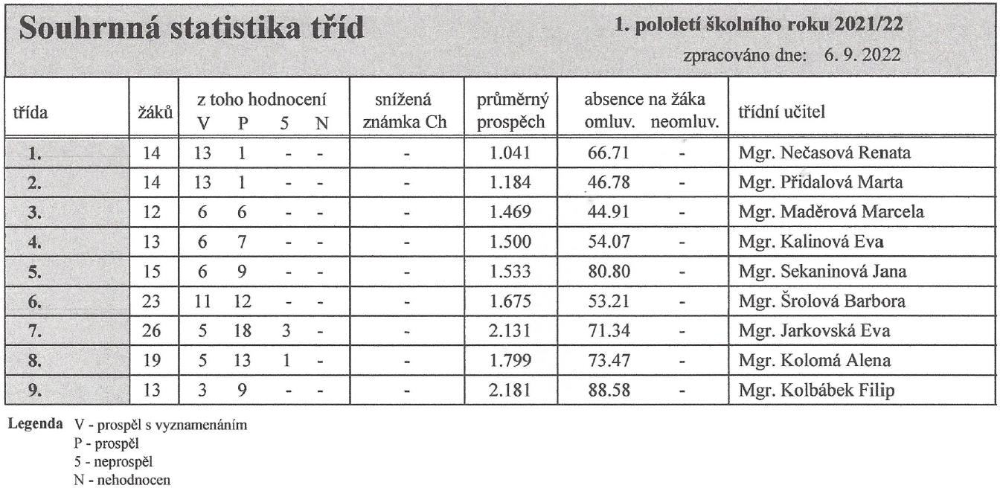 Souhrnná statistika tříd 1. pololetí školního roku 2021/22
zpracováno dne: 6. 9. 2022
třída žáků z toho hodnocení snížená průměrný absence na žáka třídní učitel
V P 5 N známka Ch prospěch omluv. neomluv.
1. 14 13 1 - - - 1.041 66.71 - Mgr. Nečasová Renata
2. 14 13 1 - - - 1.184 46.78 - Mgr. Přidalová Marta
3. 12 6 6 - - - 1.469 44.91 - Mgr. Maděrová Marcela
4. 13 6 7 - - - 1.500 54.07 - Mgr. Kalinová Eva
5. 15 6 9 - - - 1.533 80.80 - Mgr. Sekaninová Jana
6. 23 11 12 - - - 1.675 53.21 - Mgr. Šrolová Barbora
7. 26 5 18 3 - - 2.131 71.34 - Mgr. Jarkovská Eva
8. 19 5 13 1 - - 1.799 73.47 - Mgr. Kolomá Alena
9. 13 3 9 - - - 2.181 88.58 - Mgr. Kolbábek Filip
Legenda V - prospěl s vyznamenáním
P - prospěl
5 - neprospěl
N - nehodnocen